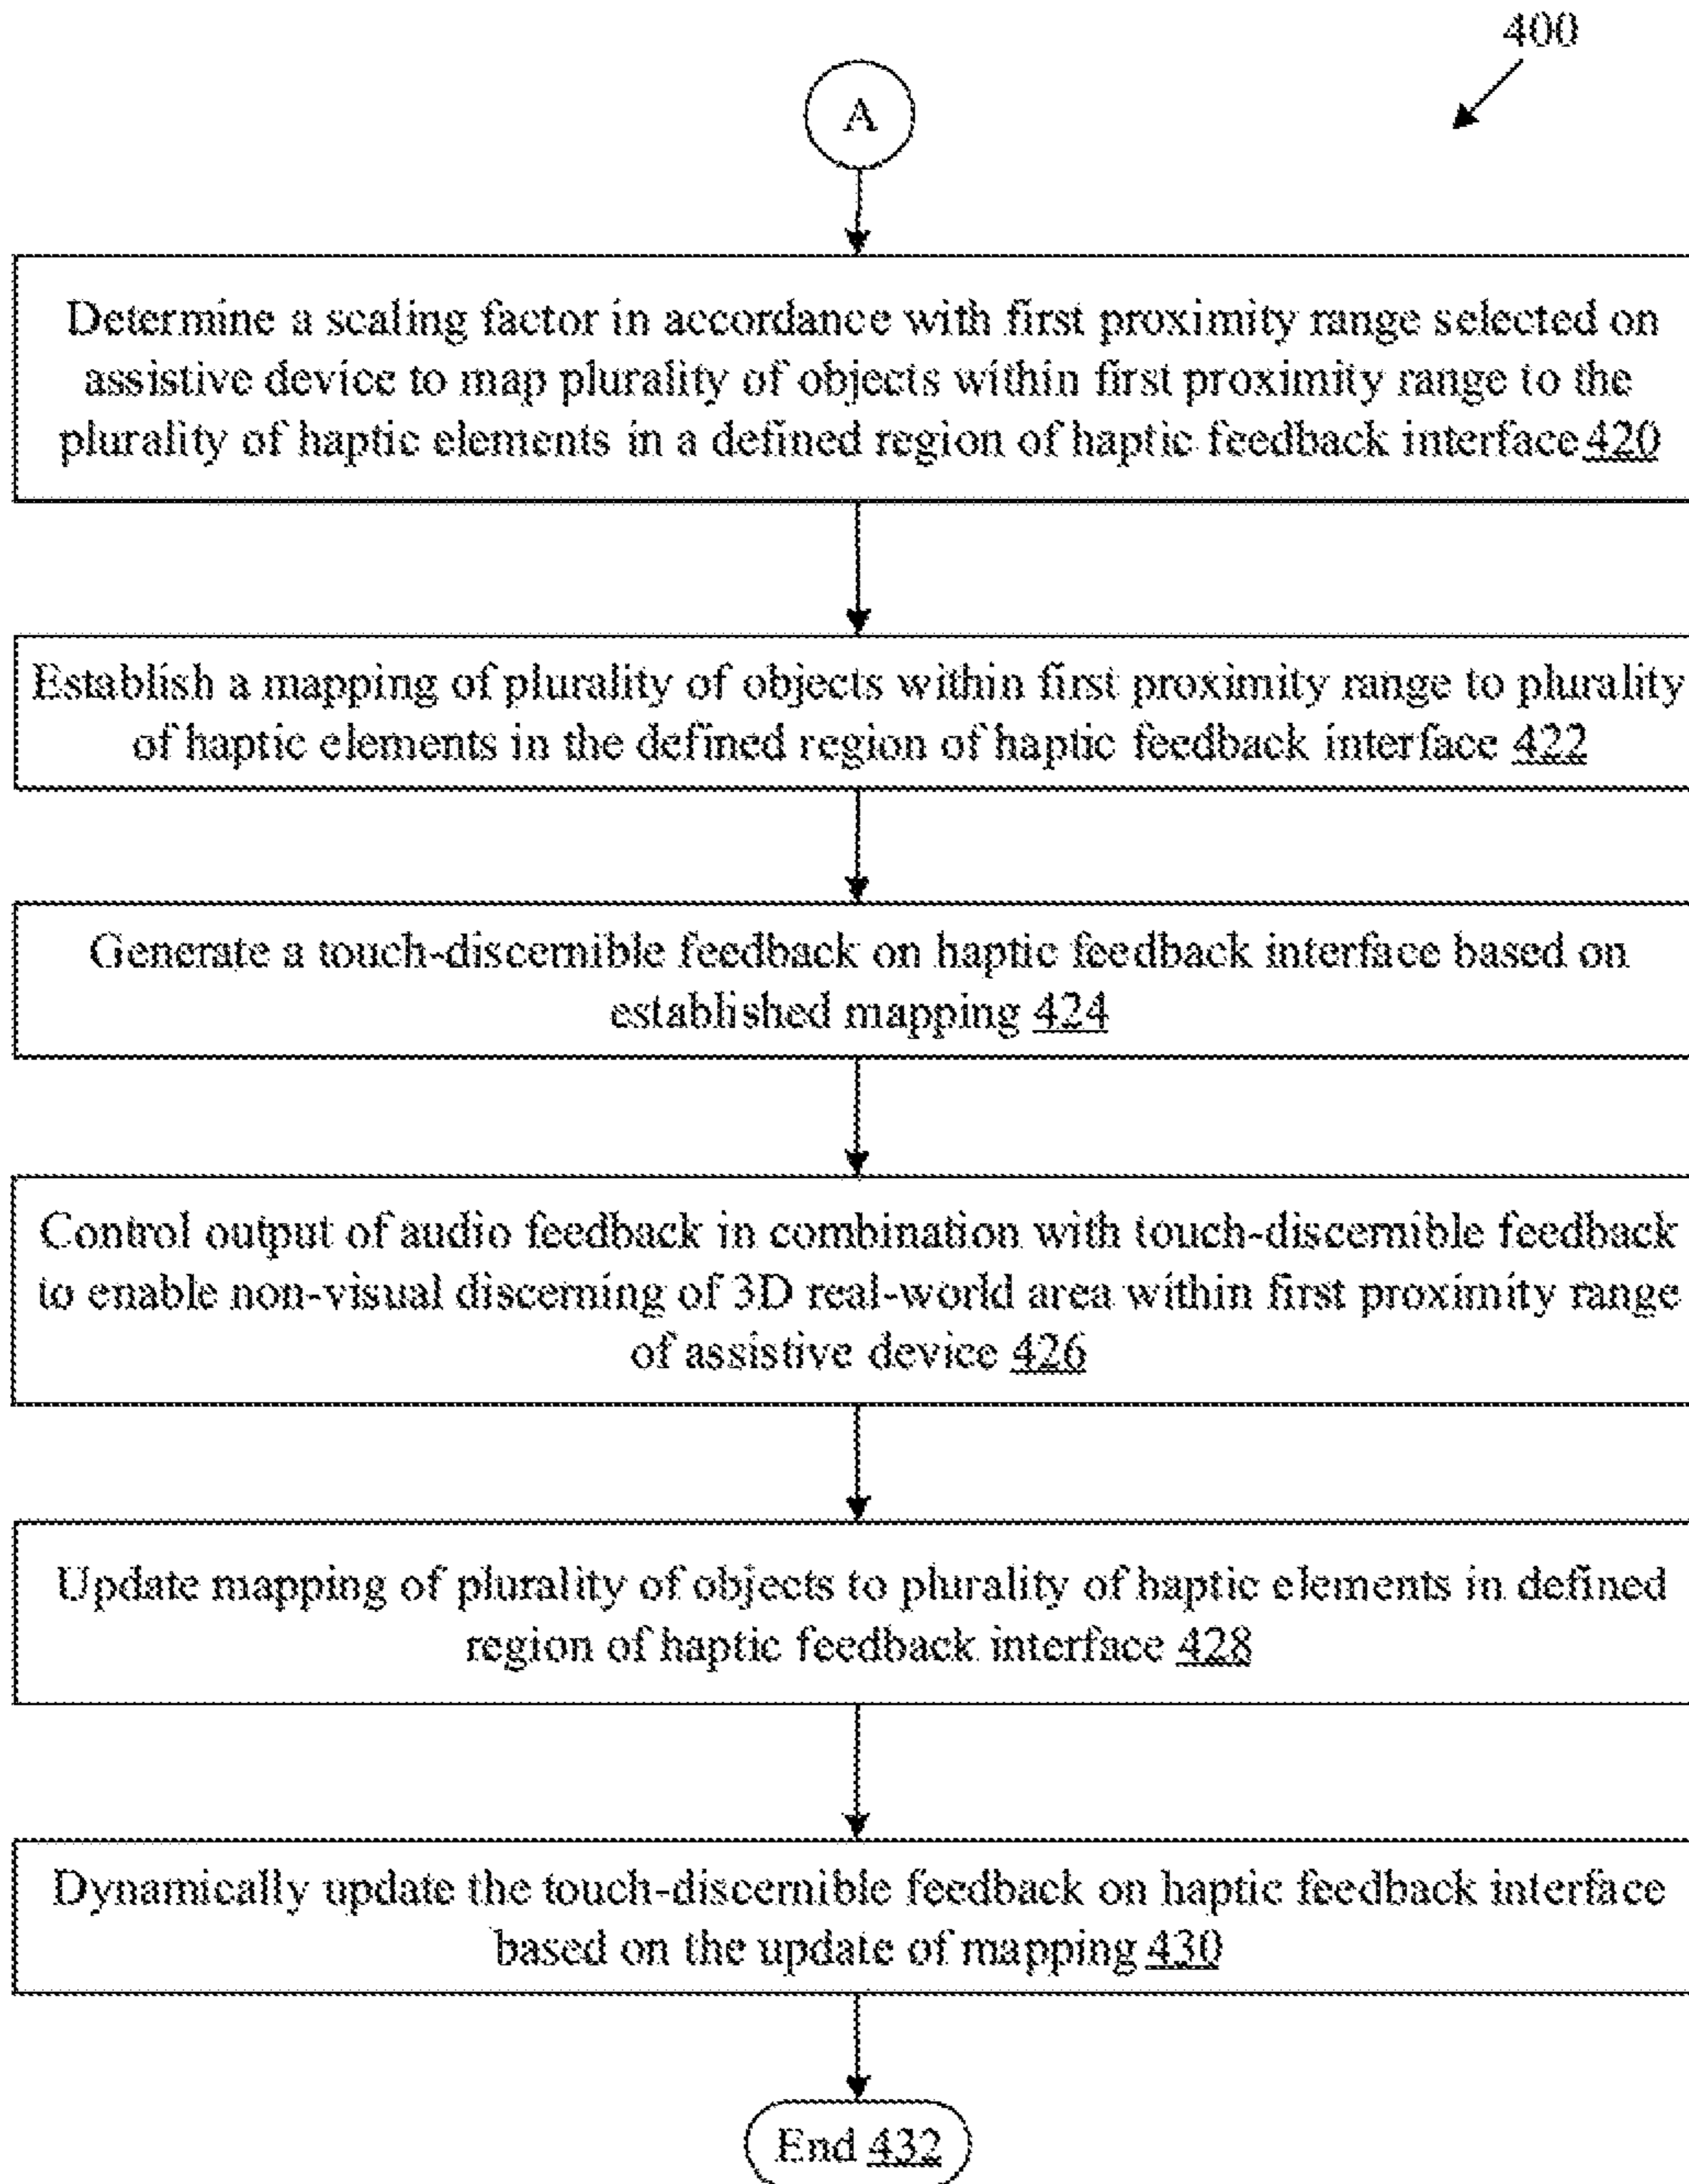 400
A
Determine a scaling factor in accordance with first proximity range selected on
assistive device to map plurality of objects within first proximity range to the
plurality of haptic elements in a defined region of haptic feedback interface 420
Establish a mapping of plurality of objects within first proximity range to plurality
of haptic elements in the defined region of haptic feedback interface 422
Generate a touch-discernible feedback on haptic feedback interface based on
established mapping 424
Control output of audio feedback in combination with touch-discernible feedback
to enable non-visual discerning of 3D real-world area within first proximity range
of assistive device 426
Update mapping of plurality of objects to plurality of haptic elements in defined
region of haptic feedback interface 428
Dynamically update the touch-discernible feedback on haptic feedback interface
based on the update of mapping 430
End 432